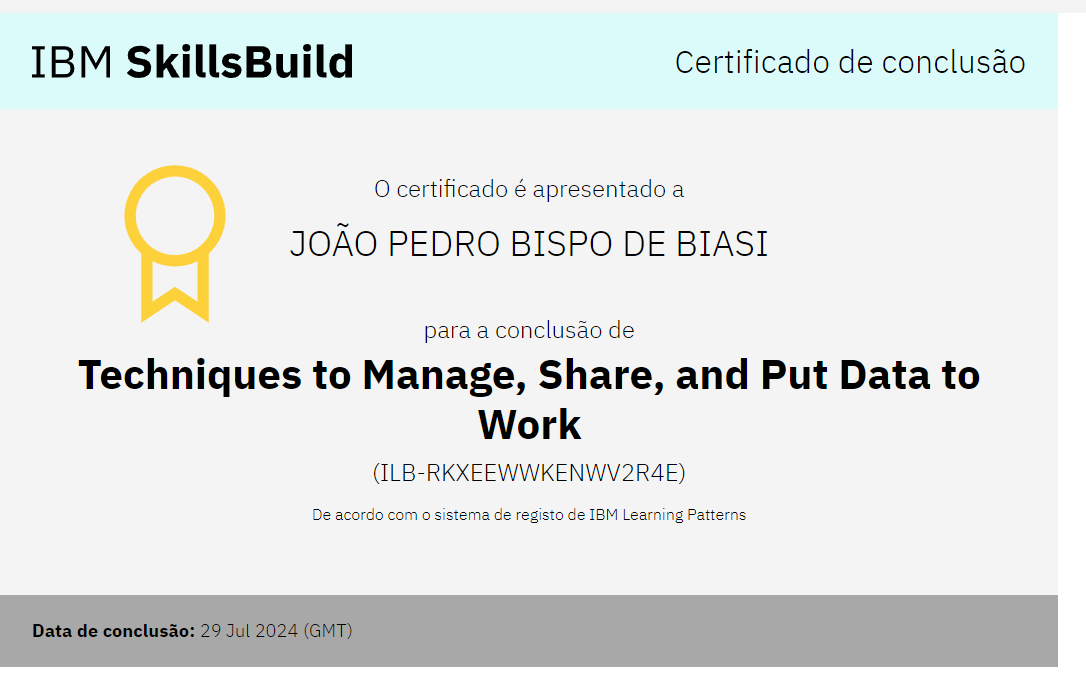 IBM SkillsBuild
Certificado de conclusão
O certificado é apresentado a
JOÃO PEDRO BISPO DE BIASI
para a conclusão de
Techniques to Manage, Share, and Put Data to
Work
(ILB-RKXEEWWKENWV2R4E)
De acordo com o sistema de registo de IBM Learning Patterns
Data de conclusão: 29 Jul 2024 (GMT)